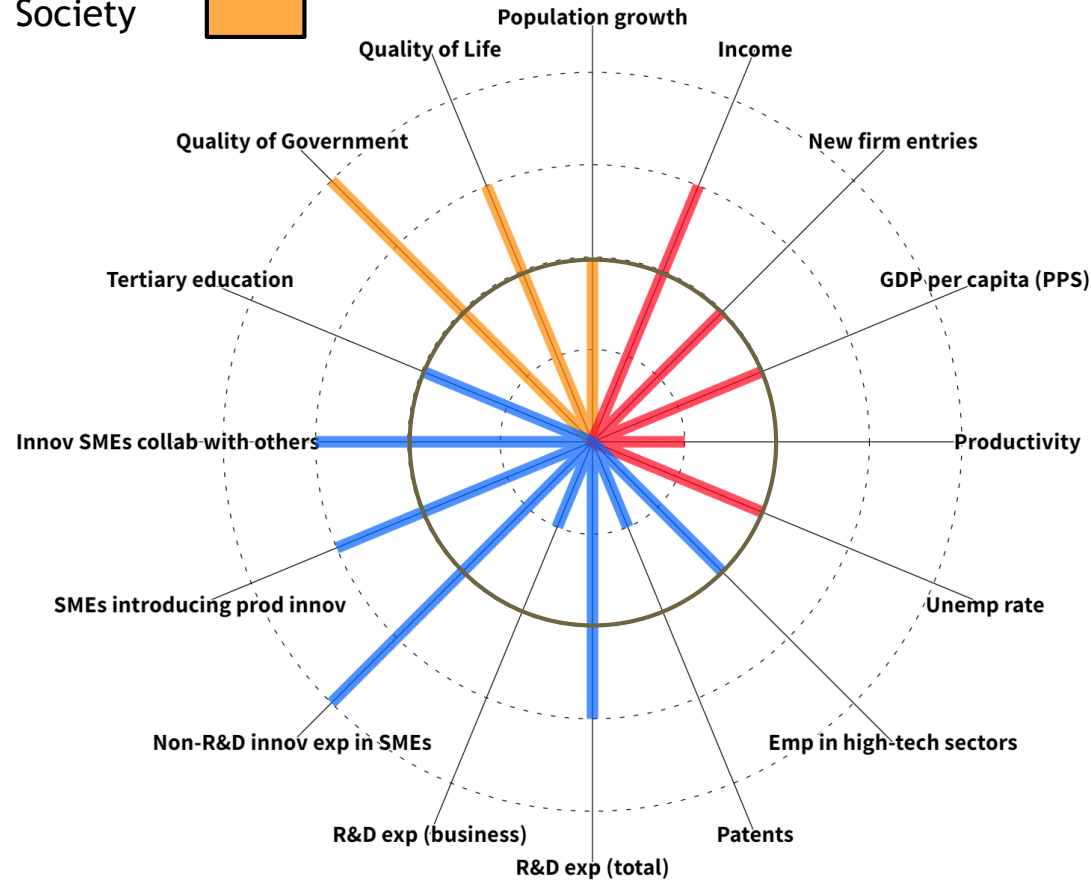 Society
Population growth
Quality of Life
Income
Quality of Government
New firm entries
Tertiary education
GDP per capita (PPS)
Innov SMEs collab with others
Productivity
SMEs introducing prod innov
Unemp rate
Non-R&D innov exp in SMEs
Emp in high-tech sectors
R&D exp (business)
Patents
R&D exp (total)